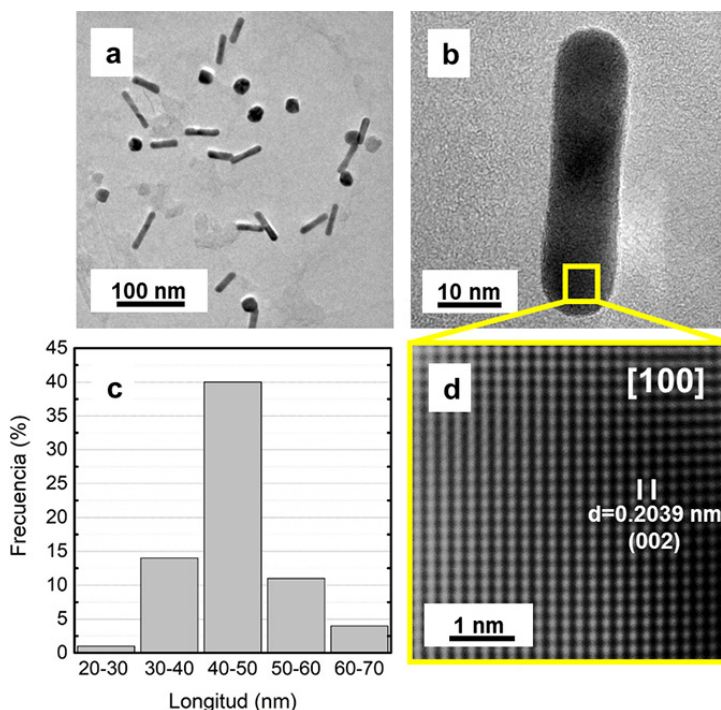 a
100 nm
b
10 nm
c
45
40
35
30
25
20
15
10
5
0
Frecuencia (%)
20-30 30-40 40-50 50-60 60-70
Longitud (nm)
d
[100]
d=0.2039 nm
(002)
1 nm